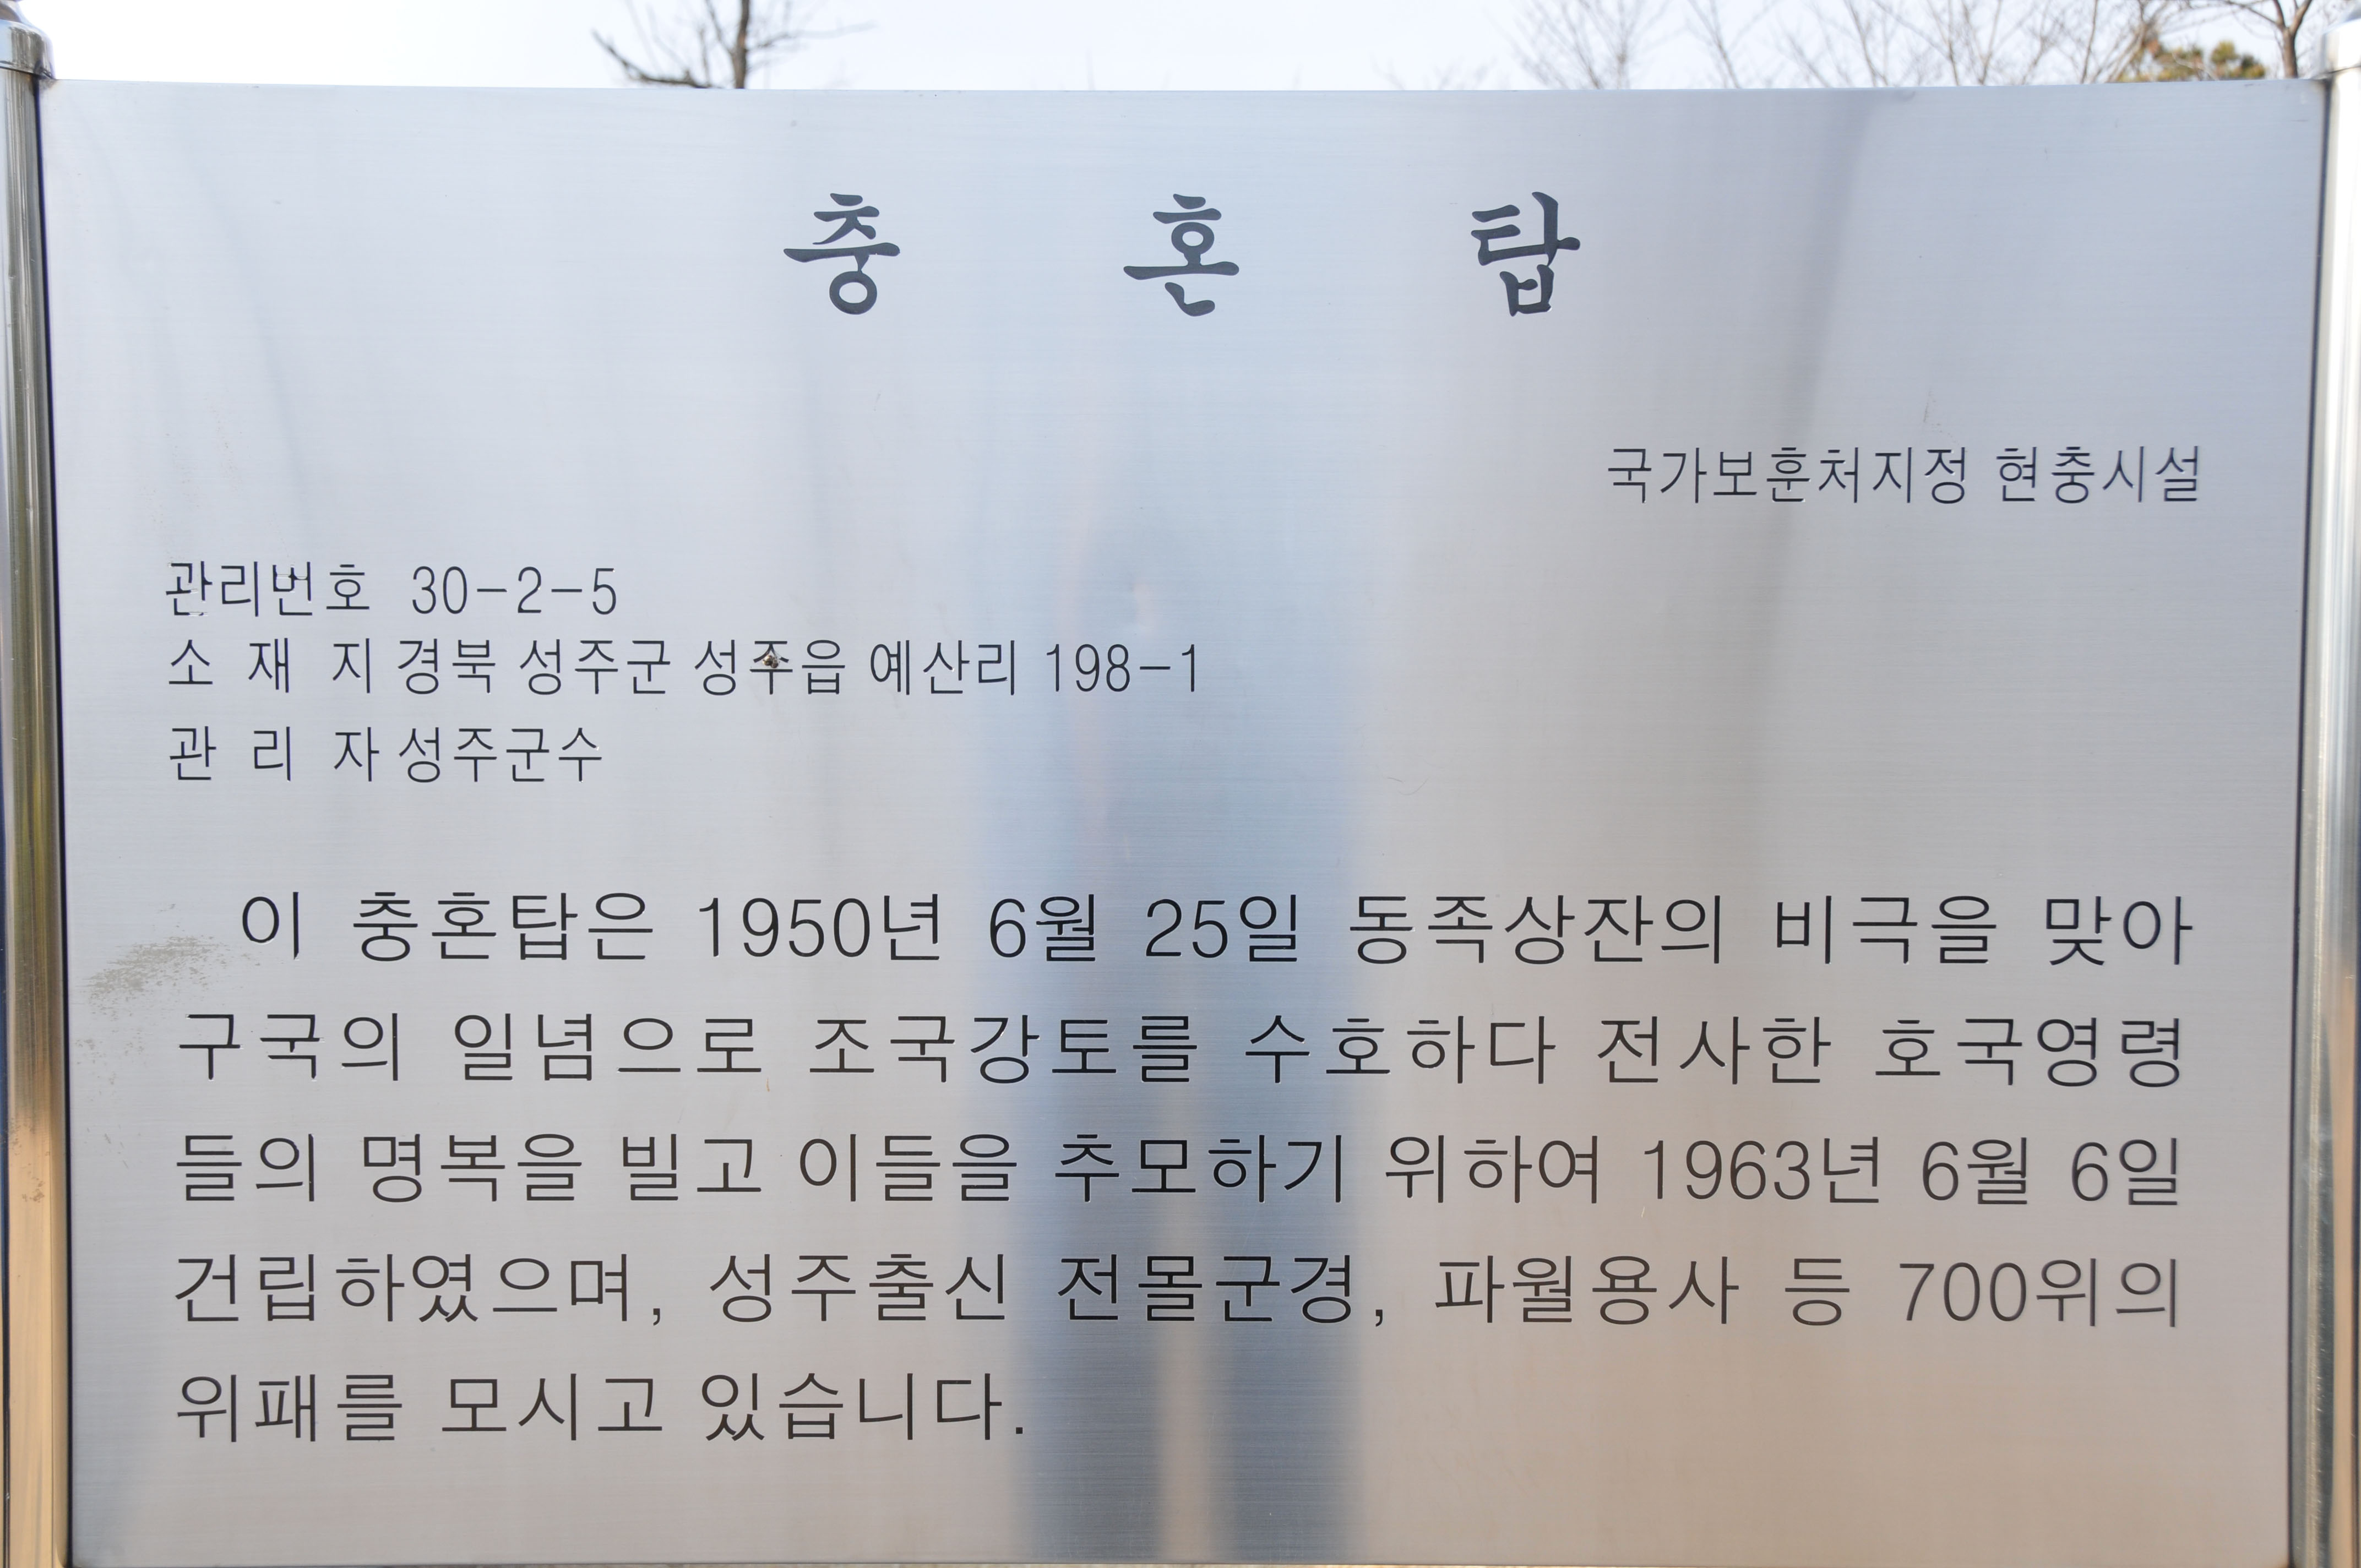 충 혼 탑
국가보훈처지정 현충시설
관리번호 30-2-5
소 재 지 경북 성주군 성주읍 예산리 198-1
관 리 자 성주군수
이 충혼탑은 1950년 6월 25일 동족상잔의 비극을 맞아
구국의 일념으로 조국강토를 수호하다 전사한 호국영령
들의 명복을 빌고 이들을 추모하기 위하여 1963년 6월 6일
건립하였으며, 성주출신 전몰군경, 파월용사 등 700위의
위패를 모시고 있습니다.